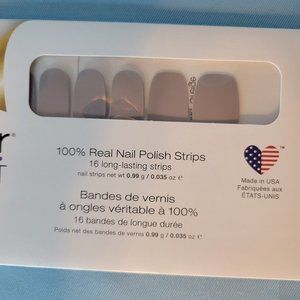 100% Real Nail Polish Strips
16 long-lasting strips
nail strips net wt 0.99 g / 0.035 oz ℮
Made in USA
Fabriquées aux
ÉTATS-UNIS
Bandes de vernis
à ongles véritable à 100%
16 bandes de longue durée
Poids net des bandes de vernis 0.99 g / 0.035 oz ℮